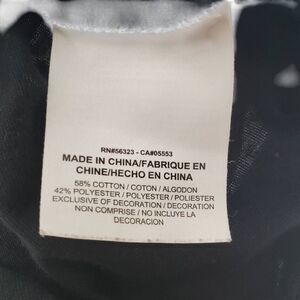 RN#56323 - CA#05553
MADE IN CHINA/FABRIQUE EN
CHINE/HECHO EN CHINA
58% COTTON / COTON / ALGODON
42% POLYESTER / POLYESTER / POLIESTER
EXCLUSIVE OF DECORATION / DECORATION
NON COMPRISE / NO INCLUYE LA
DECORACION